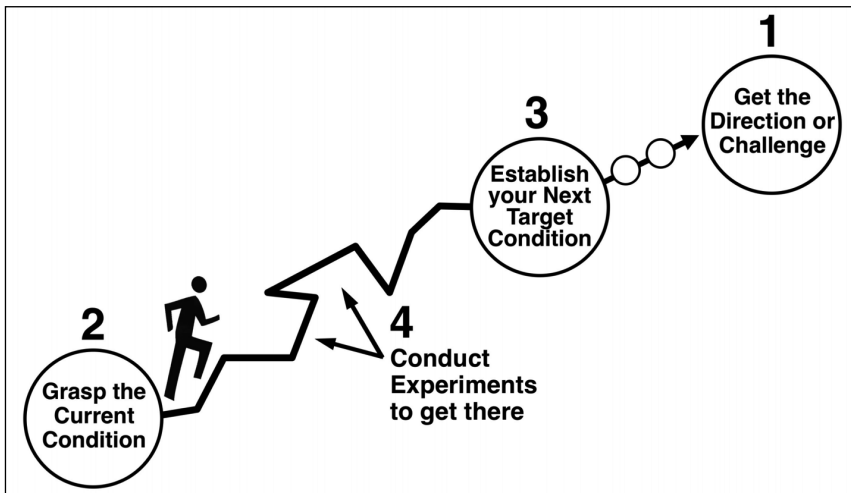 1
Get the
Direction or
Challenge
3
Establish
your Next
Target
Condition
2
Grasp the
Current
Condition
4
Conduct
Experiments
to get there